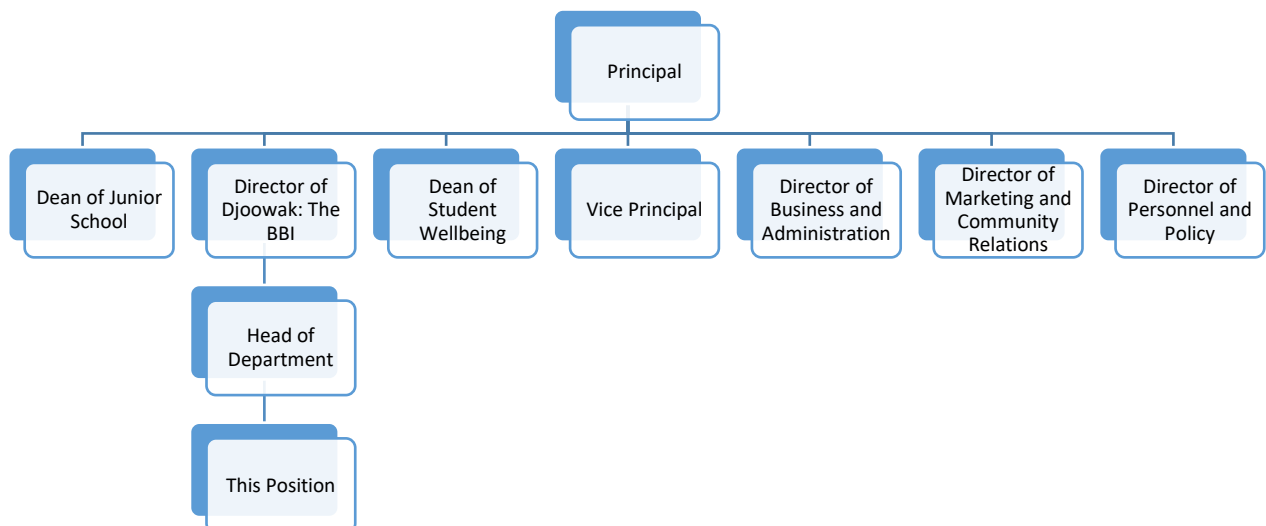 Principal
Dean of Junior
School
Director of
Djoowak: The
BBI
Dean of
Student
Wellbeing
Vice Principal
Director of
Business and
Administration
Director of
Marketing and
Community
Relations
Director of
Personnel and
Policy
Head of
Department
This Position